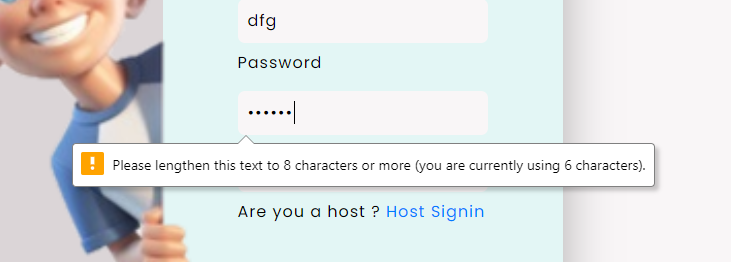 dfg
Password
••••••
Please lengthen this text to 8 characters or more (you are currently using 6 characters).
Are you a host ? Host Signin